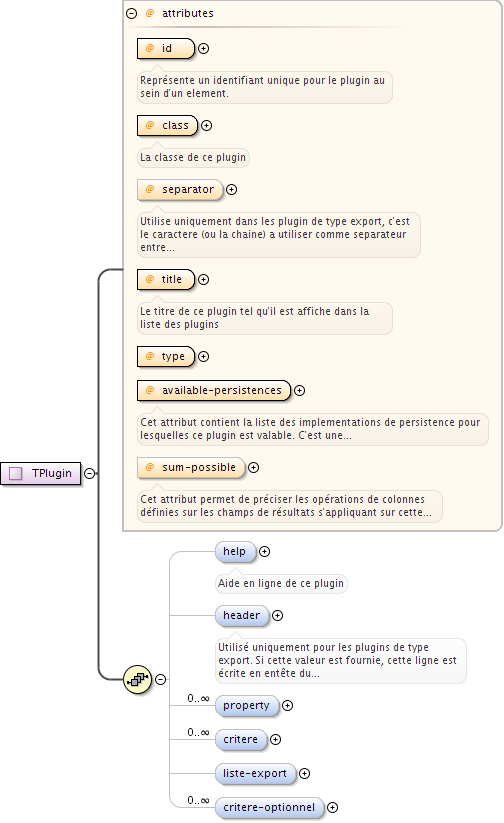 attributes
@ id
Représente un identifiant unique pour le plugin au
sein d'un element.
@ class
La classe de ce plugin
@ separator
Utilise uniquement dans les plugin de type export, c'est
le caractere (ou la chaine) a utiliser comme separateur
entre...
@ title
Le titre de ce plugin tel qu'il est affiche dans la
liste des plugins
@ type
@ available-persistences
Cet attribut contient la liste des implementations de persistence pour
lesquelles ce plugin est valable. C'est une...
TPlugin
@ sum-possible
Cet attribut permet de préciser les opérations de colonnes
définies sur les champs de résultats s'appliquant sur cette...
help
Aide en ligne de ce plugin
header
Utilisé uniquement pour les plugins de type
export. Si cette valeur est fournie, cette ligne est
écrite en entête du...
0..∞ property
0..∞ critere
liste-export
0..∞ critere-optionnel